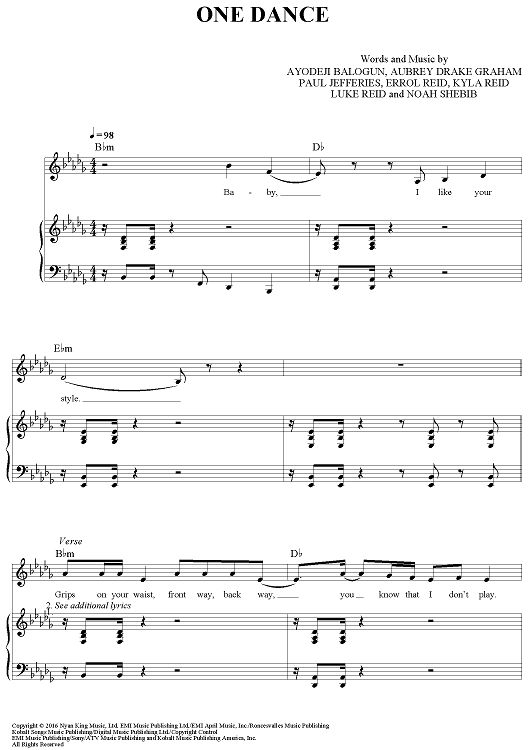 ONE DANCE
Words and Music by
AYODEJI BALOGUN, AUBREY DRAKE GRAHAM
PAUL JEFFERIES, ERROL REID, KYLA REID
LUKE REID and NOAH SHEBIB
♩ = 98
B♭m D♭
4/4
Ba - by, I like your
E♭m
style.
Verse
B♭m D♭
Grips on your waist, front way, back way, you know that I don't play.
2. See additional lyrics
Copyright © 2016 Nyan King Music, Ltd, EMI Music Publishing Ltd/EMI April Music, Inc./Roncesvalles Music Publishing
Kobalt Songs Music Publishing/Digital Music Publishing Ltd./Copyright Control
EMI Music Publishing/Sony/ATV Music Publishing and Kobalt Music Publishing America, Inc.
All Rights Reserved